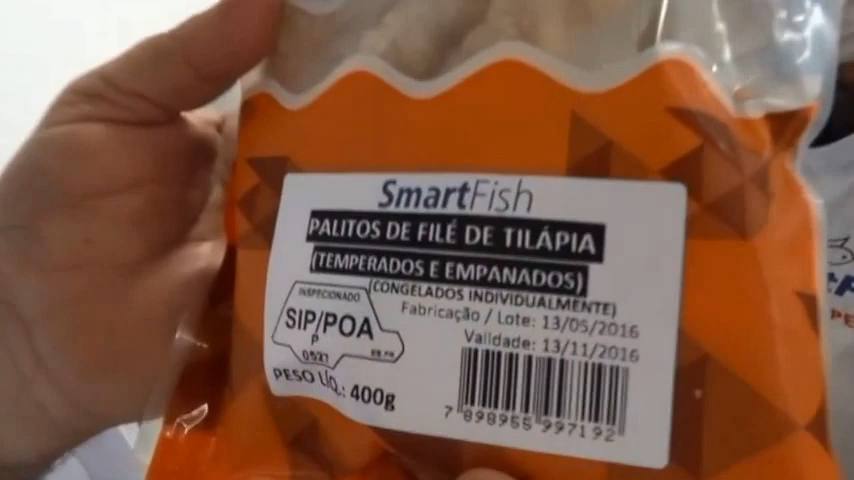 SmartFish
PALITOS DE FILÉ DE TILÁPIA
(TEMPERADOS E EMPANADOS)
(CONGELADOS INDIVIDUALMENTE)
Fabricação / Lote: 13/05/2016
Validade: 13/11/2016
INSPECIONADO
SIP/POA
P
0527
PESO LÍQ.: 400g
7 898955 997192